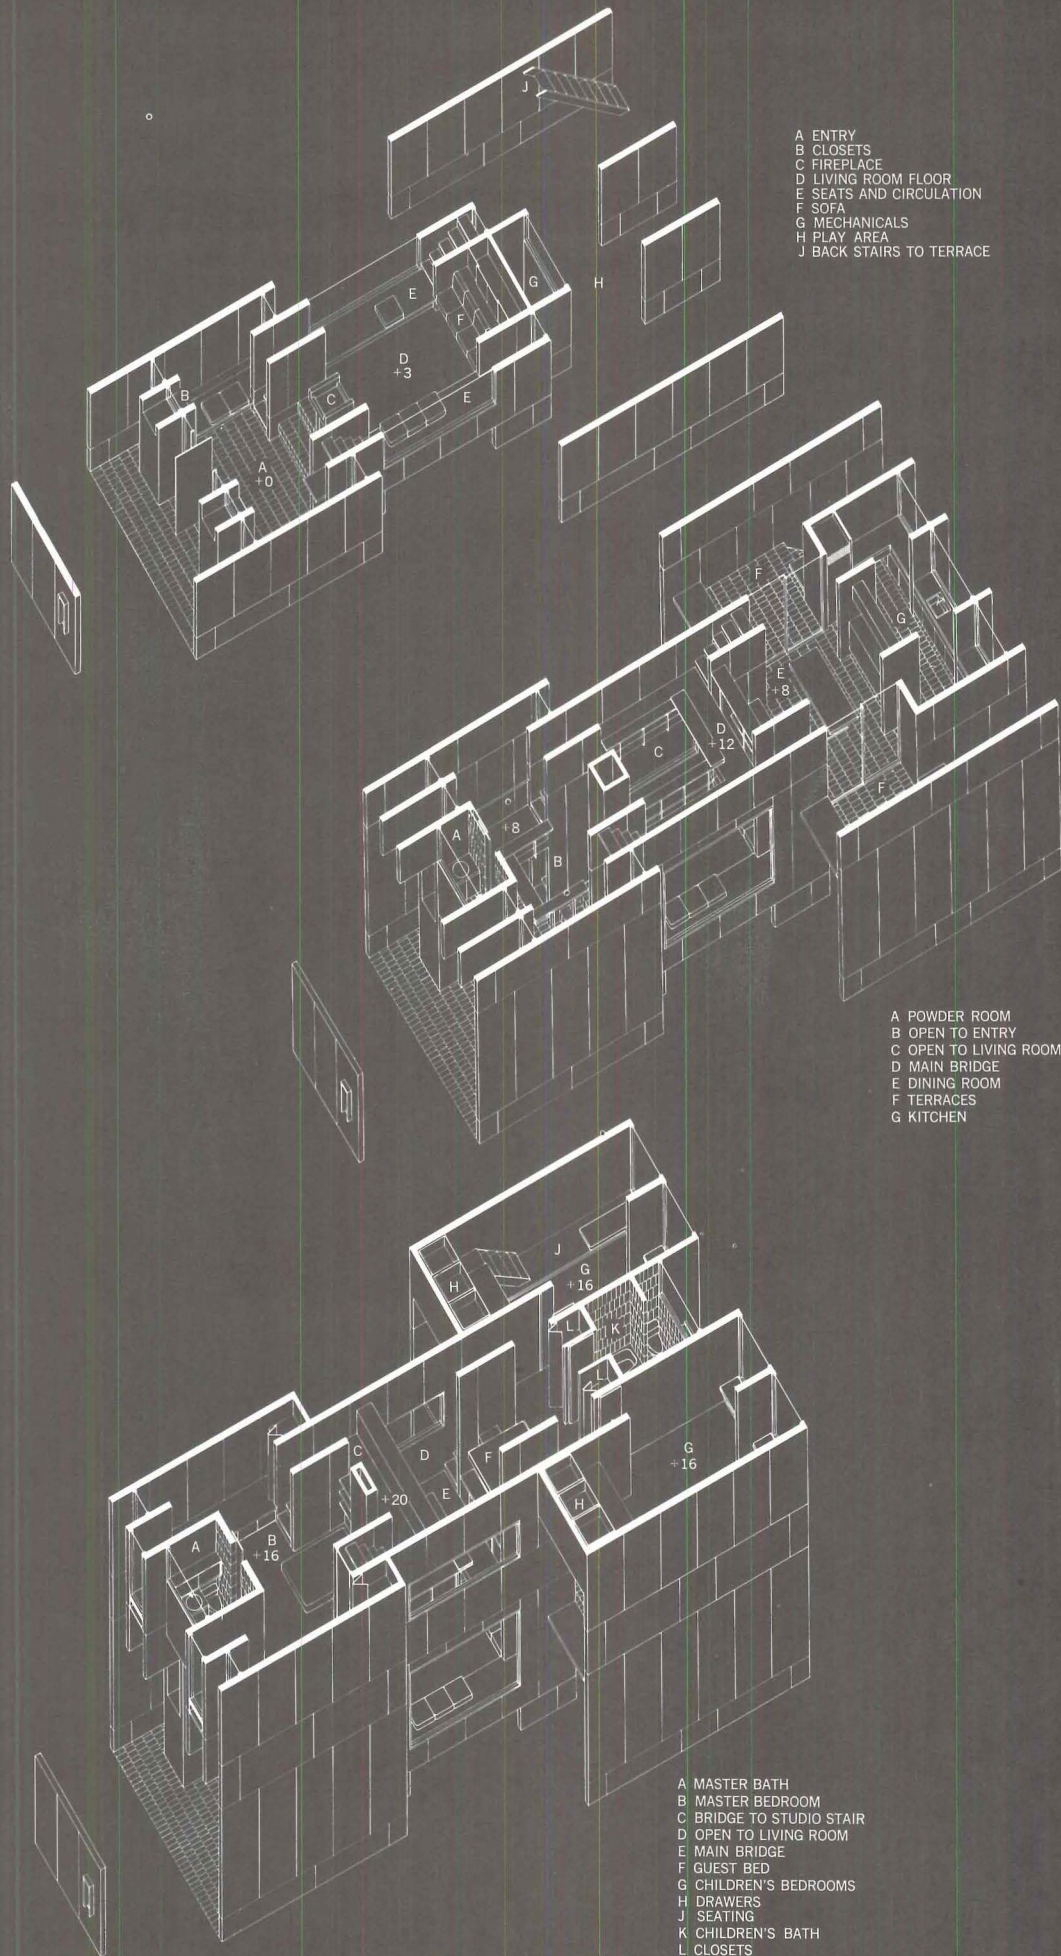 J
A ENTRY
B CLOSETS
C FIREPLACE
D LIVING ROOM FLOOR
E SEATS AND CIRCULATION
F SOFA
G MECHANICALS
H PLAY AREA
J BACK STAIRS TO TERRACE
G
H
E
F
D
+3
B
C
E
A
+0
F
G
E
+8
D
+12
C
A
+8
B
F
A POWDER ROOM
B OPEN TO ENTRY
C OPEN TO LIVING ROOM
D MAIN BRIDGE
E DINING ROOM
F TERRACES
G KITCHEN
J
G
+16
H
L
K
L
C
D
F
G
+16
E
+20
H
A
B
+16
A MASTER BATH
B MASTER BEDROOM
C BRIDGE TO STUDIO STAIR
D OPEN TO LIVING ROOM
E MAIN BRIDGE
F GUEST BED
G CHILDREN'S BEDROOMS
H DRAWERS
J SEATING
K CHILDREN'S BATH
L CLOSETS